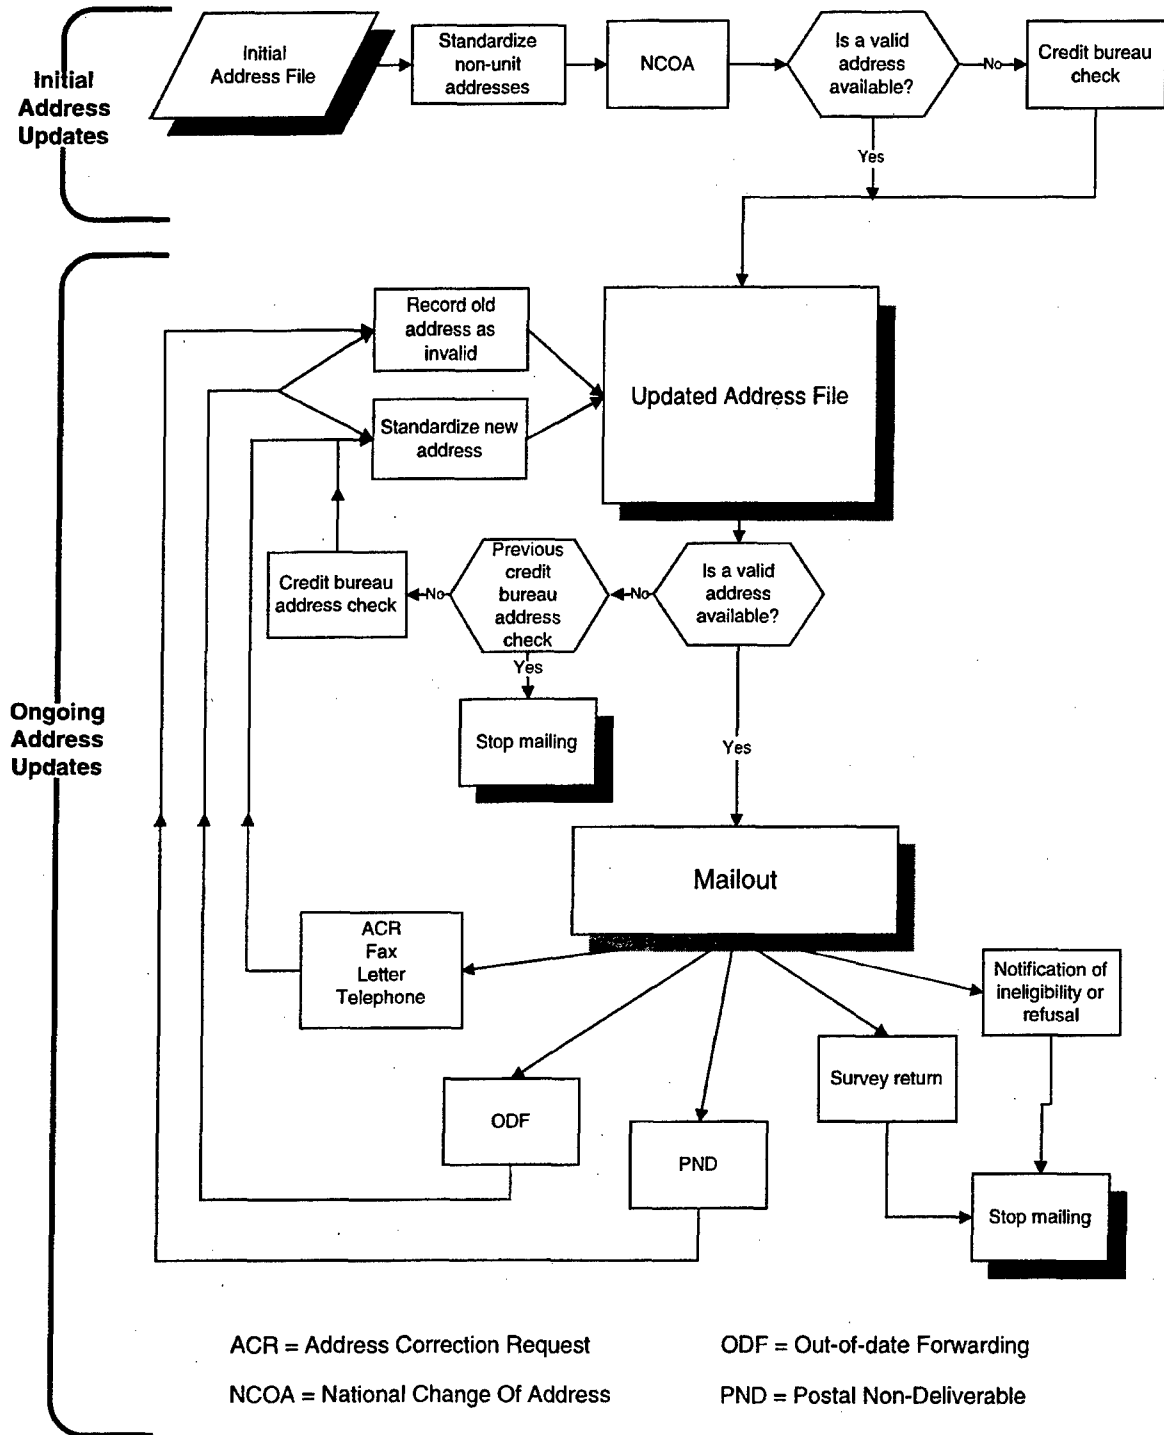 Initial
Address
Updates
Initial
Address File
Standardize
non-unit
addresses
NCOA
Is a valid
address
available?
No
Credit bureau
check
Yes
Ongoing
Address
Updates
Record old
address as
invalid
Standardize new
address
Updated Address File
Credit bureau
address check
No
Previous
credit
bureau
address
check
No
Is a valid
address
available?
Yes
Stop mailing
Yes
Mailout
ACR
Fax
Letter
Telephone
Notification of
ineligibility or
refusal
Survey return
ODF
PND
Stop mailing
ACR = Address Correction Request
ODF = Out-of-date Forwarding
NCOA = National Change Of Address
PND = Postal Non-Deliverable